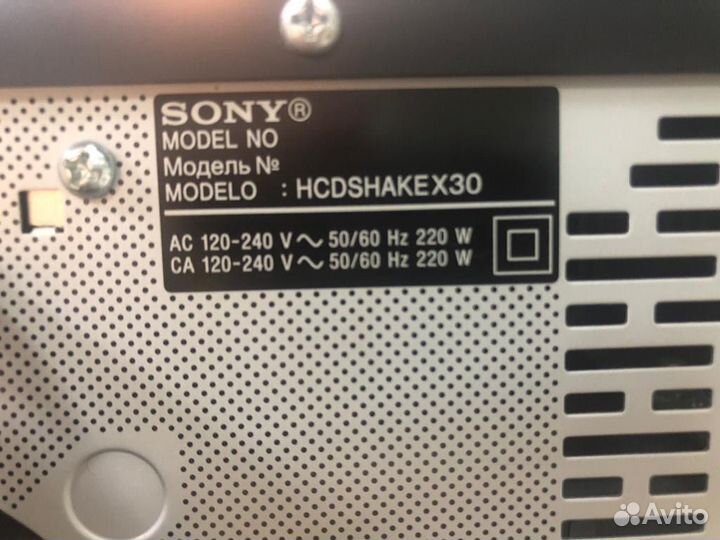 SONY®
MODEL NO
Модель №
MODELO : HCDSHAKEX30
AC 120-240 V ~ 50/60 Hz 220 W
CA 120-240 V ~ 50/60 Hz 220 W
Avito